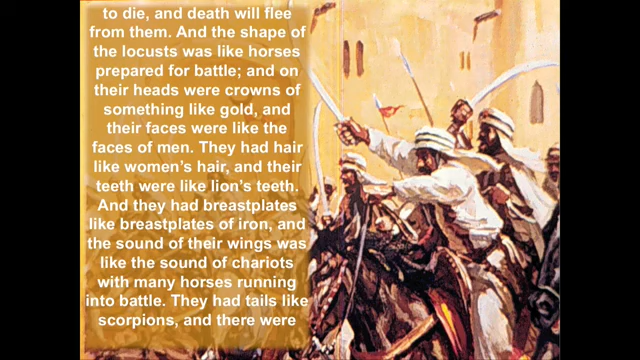 to die, and death will flee
from them. And the shape of
the locusts was like horses
prepared for battle; and on
their heads were crowns of
something like gold, and
their faces were like the
faces of men. They had hair
like women's hair, and their
teeth were like lion's teeth.
And they had breastplates
like breastplates of iron, and
the sound of their wings was
like the sound of chariots
with many horses running
into battle. They had tails like
scorpions, and there were